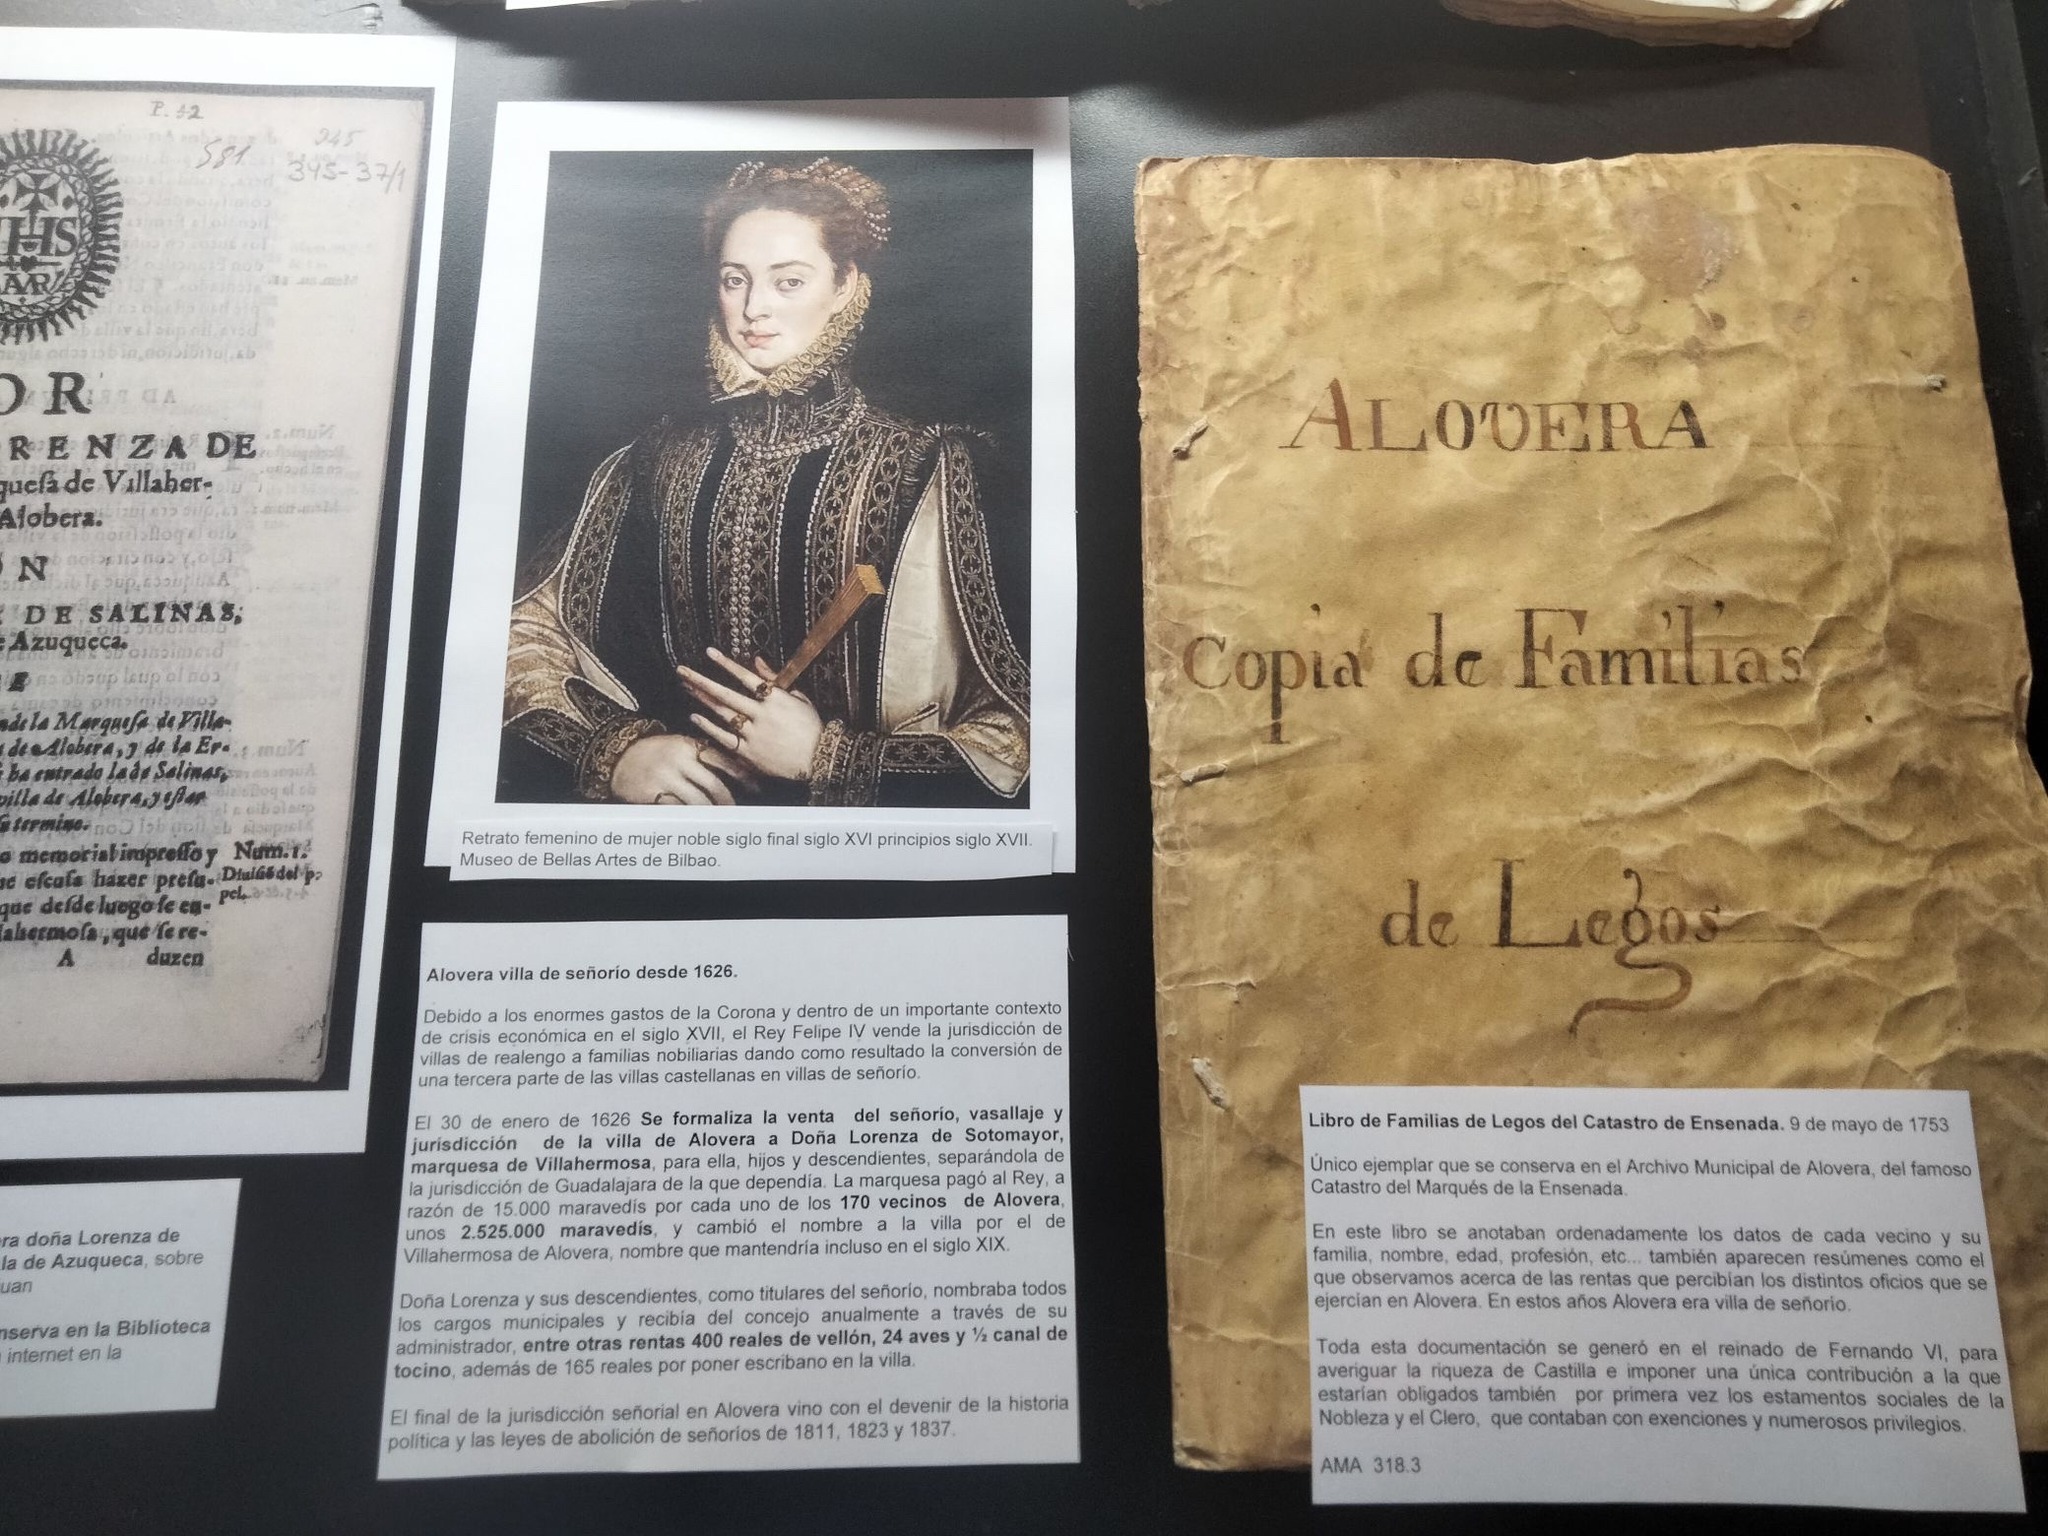 P. 52
581
245
345-37/1
HIS
MAR
OR
RENZA DE
quesa de Villaher-
Alobera.
ON
DE SALINAS,
Azuqueca.
de la Marquesa de Villa-
de Alobera, y de la Er-
ha entrado la de Salinas,
villa de Alobera, y estar
su termino.
o memorial impresso y
ue escusa hazer presu-
que desde luego se en-
lahermosa, que se re-
A duzen
Num. 1.
Division del p.
pel.
ra doña Lorenza de
la de Azuqueca, sobre
uan
nserva en la Biblioteca
internet en la
Retrato femenino de mujer noble siglo final siglo XVI principios siglo XVII.
Museo de Bellas Artes de Bilbao.
Alovera villa de señorío desde 1626.
Debido a los enormes gastos de la Corona y dentro de un importante contexto
de crisis económica en el siglo XVII, el Rey Felipe IV vende la jurisdicción de
villas de realengo a familias nobiliarias dando como resultado la conversión de
una tercera parte de las villas castellanas en villas de señorío.
El 30 de enero de 1626 Se formaliza la venta del señorío, vasallaje y
jurisdicción de la villa de Alovera a Doña Lorenza de Sotomayor,
marquesa de Villahermosa, para ella, hijos y descendientes, separándola de
la jurisdicción de Guadalajara de la que dependía. La marquesa pagó al Rey, a
razón de 15.000 maravedís por cada uno de los 170 vecinos de Alovera,
unos 2.525.000 maravedís, y cambió el nombre a la villa por el de
Villahermosa de Alovera, nombre que mantendría incluso en el siglo XIX.
Doña Lorenza y sus descendientes, como titulares del señorío, nombraba todos
los cargos municipales y recibía del concejo anualmente a través de su
administrador, entre otras rentas 400 reales de vellón, 24 aves y ½ canal de
tocino, además de 165 reales por poner escribano en la villa.
El final de la jurisdicción señorial en Alovera vino con el devenir de la historia
política y las leyes de abolición de señoríos de 1811, 1823 y 1837.
ALOVERA
Copia de Familias
de Legos
Libro de Familias de Legos del Catastro de Ensenada. 9 de mayo de 1753
Único ejemplar que se conserva en el Archivo Municipal de Alovera, del famoso
Catastro del Marqués de la Ensenada.
En este libro se anotaban ordenadamente los datos de cada vecino y su
familia, nombre, edad, profesión, etc... también aparecen resúmenes como el
que observamos acerca de las rentas que percibían los distintos oficios que se
ejercían en Alovera. En estos años Alovera era villa de señorío.
Toda esta documentación se generó en el reinado de Fernando VI, para
averiguar la riqueza de Castilla e imponer una única contribución a la que
estarían obligados también por primera vez los estamentos sociales de la
Nobleza y el Clero, que contaban con exenciones y numerosos privilegios.
AMA 318.3